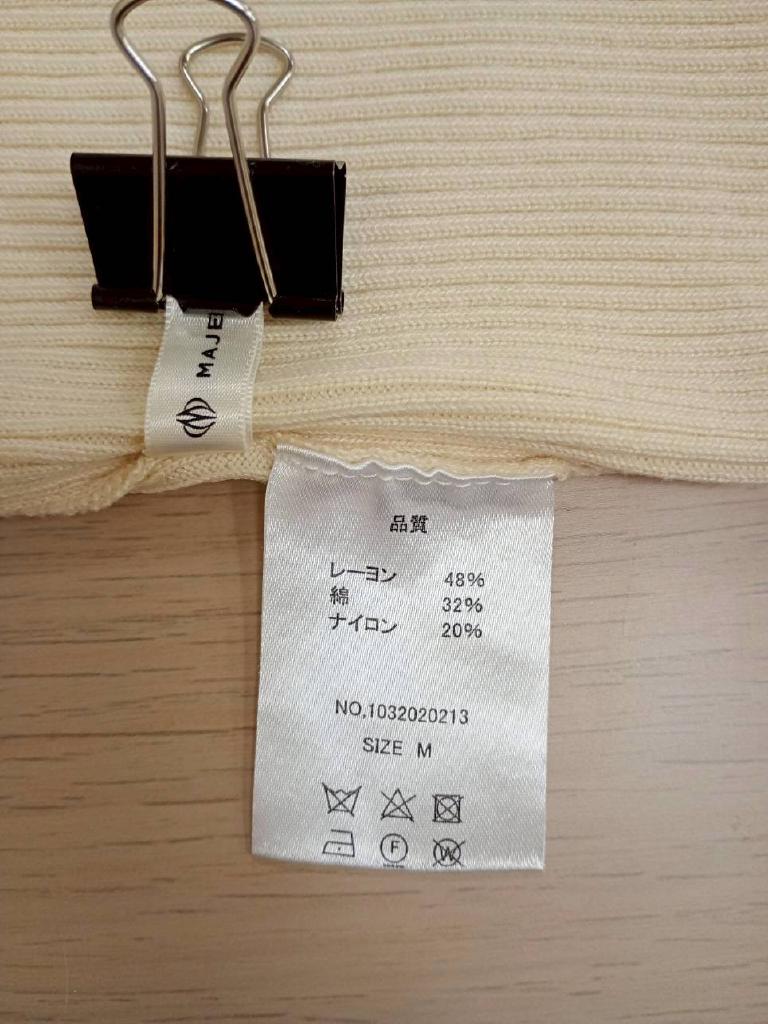 MAJE
品質
レーヨン 48%
綿 32%
ナイロン 20%
NO,1032020213
SIZE M
F
W